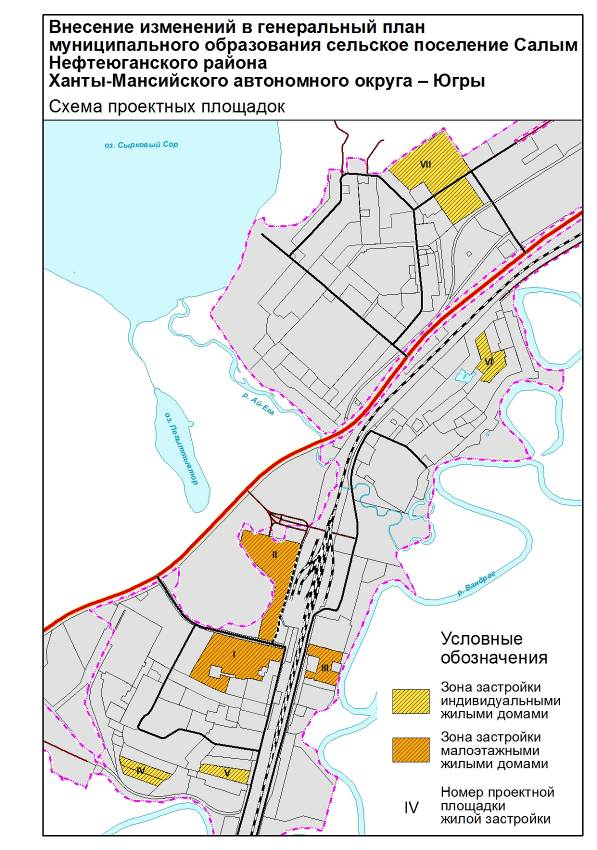 Внесение изменений в генеральный план
муниципального образования сельское поселение Салым
Нефтеюганского района
Ханты-Мансийского автономного округа – Югры
Схема проектных площадок
оз. Сырковый Сор
VII
VI
р. Ай-Ега
оз. Певыттыетор
II
р. Вандрас
I
III
IV
V
Условные
обозначения
Зона застройки
индивидуальными
жилыми домами
Зона застройки
малоэтажными
жилыми домами
IV
Номер проектной
площадки
жилой застройки